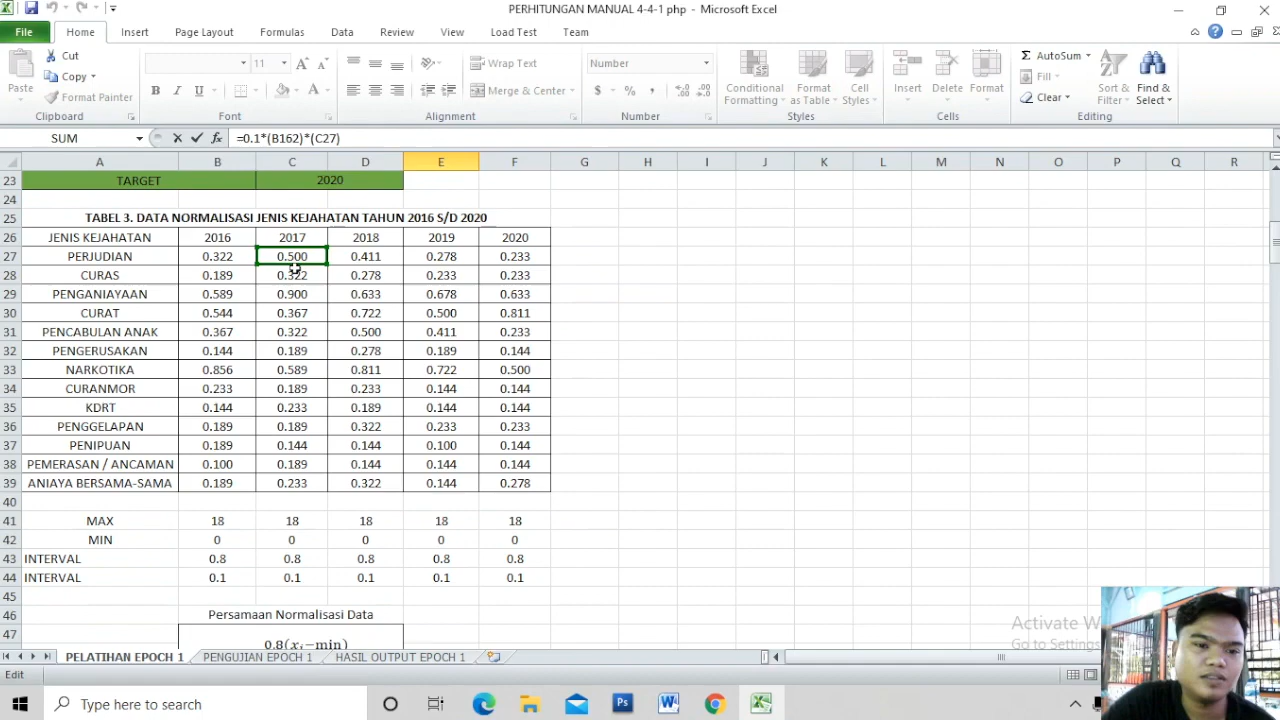 PERHITUNGAN MANUAL 4-4-1 php - Microsoft Excel
File Home Insert Page Layout Formulas Data Review View Load Test Team
Cut
Copy
Format Painter
Paste
Clipboard
11
Font
Wrap Text
Merge & Center
Alignment
Number
Number
Conditional Formatting
Format as Table
Cell Styles
Styles
Insert
Delete
Format
Cells
AutoSum
Fill
Clear
Sort & Filter
Find & Select
Editing
SUM =0.1*(B162)*(C27)
A B C D E F G H I J K L M N O P Q R
23 TARGET 2020
24
25 TABEL 3. DATA NORMALISASI JENIS KEJAHATAN TAHUN 2016 S/D 2020
26 JENIS KEJAHATAN 2016 2017 2018 2019 2020
27 PERJUDIAN 0.322 0.500 0.411 0.278 0.233
28 CURAS 0.189 0.322 0.278 0.233 0.233
29 PENGANIAYAAN 0.589 0.900 0.633 0.678 0.633
30 CURAT 0.544 0.367 0.722 0.500 0.811
31 PENCABULAN ANAK 0.367 0.322 0.500 0.411 0.233
32 PENGERUSAKAN 0.144 0.189 0.278 0.189 0.144
33 NARKOTIKA 0.856 0.589 0.811 0.722 0.500
34 CURANMOR 0.233 0.189 0.233 0.144 0.144
35 KDRT 0.144 0.233 0.189 0.144 0.144
36 PENGGELAPAN 0.189 0.189 0.322 0.233 0.233
37 PENIPUAN 0.189 0.144 0.144 0.100 0.144
38 PEMERASAN / ANCAMAN 0.100 0.189 0.144 0.144 0.144
39 ANIAYA BERSAMA-SAMA 0.189 0.233 0.322 0.144 0.278
40
41 MAX 18 18 18 18 18
42 MIN 0 0 0 0 0
43 INTERVAL 0.8 0.8 0.8 0.8 0.8
44 INTERVAL 0.1 0.1 0.1 0.1 0.1
45
46 Persamaan Normalisasi Data
47 0.8(x𝑖−min)
Activate
Go to Settings
PELATIHAN EPOCH 1 PENGUJIAN EPOCH 1 HASIL OUTPUT EPOCH 1
Edit
Type here to search